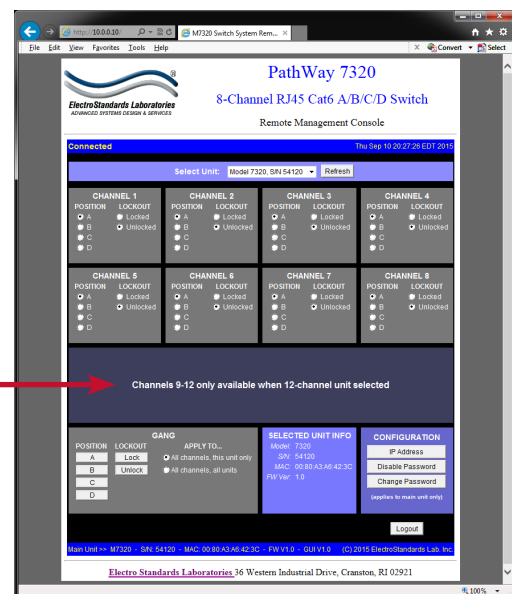 http://10.0.0.10/
M7320 Switch System Rem...
File Edit View Favorites Tools Help
Convert Select
ElectroStandards Laboratories
ADVANCED SYSTEMS DESIGN & SERVICES
®
PathWay 7320
8-Channel RJ45 Cat6 A/B/C/D Switch
Remote Management Console
Connected Thu Sep 10 20:27:26 EDT 2015
Select Unit: Model 7320, S/N 54120 Refresh
CHANNEL 1 CHANNEL 2 CHANNEL 3 CHANNEL 4
POSITION LOCKOUT POSITION LOCKOUT POSITION LOCKOUT POSITION LOCKOUT
A Locked A Locked A Locked A Locked
B Unlocked B Unlocked B Unlocked B Unlocked
C C C C
D D D D
CHANNEL 5 CHANNEL 6 CHANNEL 7 CHANNEL 8
POSITION LOCKOUT POSITION LOCKOUT POSITION LOCKOUT POSITION LOCKOUT
A Locked A Locked A Locked A Locked
B Unlocked B Unlocked B Unlocked B Unlocked
C C C C
D D D D
Channels 9-12 only available when 12-channel unit selected
GANG
POSITION LOCKOUT APPLY TO...
A Lock All channels, this unit only
B Unlock All channels, all units
C
D
SELECTED UNIT INFO
Model: 7320
S/N: 54120
MAC: 00:80:A3:A6:42:3C
FW Ver: 1.0
CONFIGURATION
IP Address
Disable Password
Change Password
(applies to main unit only)
Logout
Main Unit >> M7320 - S/N: 54120 - MAC: 00:80:A3:A6:42:3C - FW V1.0 - GUI V1.0 (C) 2015 ElectroStandards Lab. Inc.
Electro Standards Laboratories 36 Western Industrial Drive, Cranston, RI 02921
100%